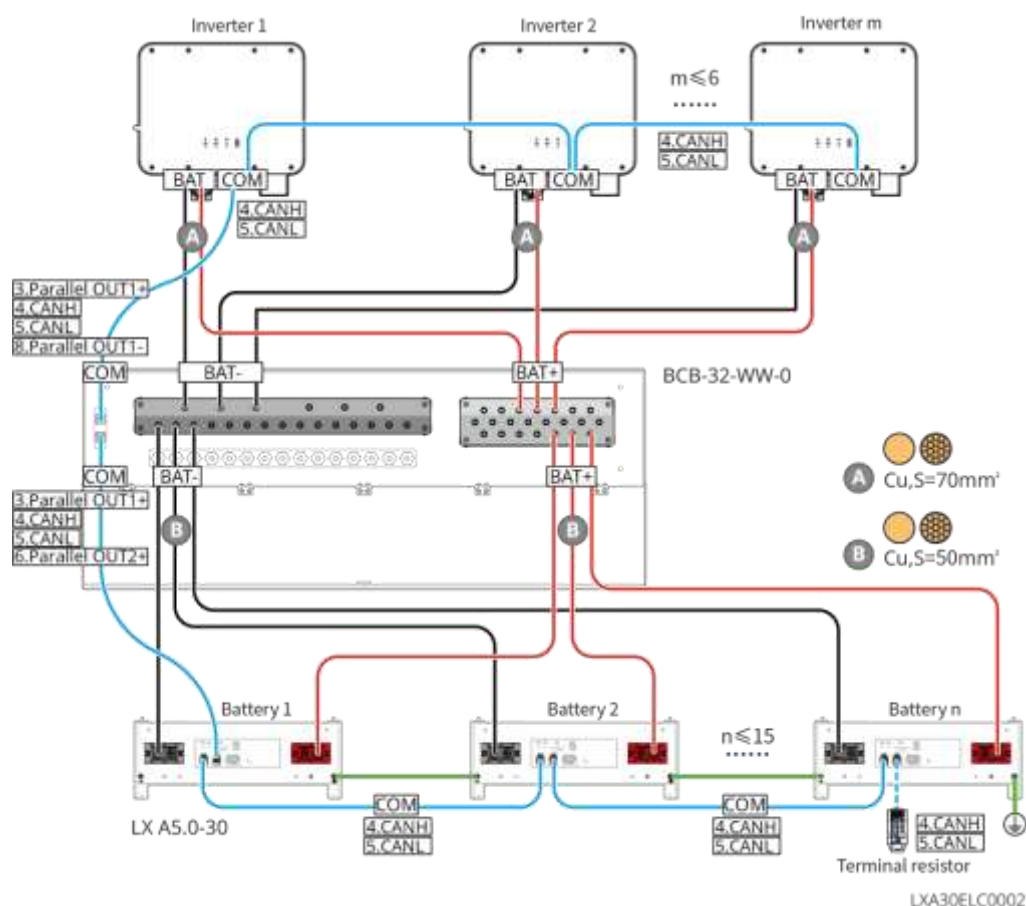 Inverter 1
Inverter 2
Inverter m
m≤6
......
4.CANH
5.CANL
BAT
COM
BAT
COM
BAT
COM
4.CANH
5.CANL
A
A
A
3.Parallel OUT1+
4.CANH
5.CANL
8.Parallel OUT1-
COM
BAT-
BAT+
BCB-32-WW-0
COM
BAT-
BAT+
A
Cu,S=70mm²
3.Parallel OUT1+
4.CANH
5.CANL
6.Parallel OUT2+
B
B
B
Cu,S=50mm²
Battery 1
Battery 2
n≤15
......
Battery n
LX A5.0-30
COM
4.CANH
5.CANL
COM
4.CANH
5.CANL
4.CANH
5.CANL
Terminal resistor
LXA30ELC0002